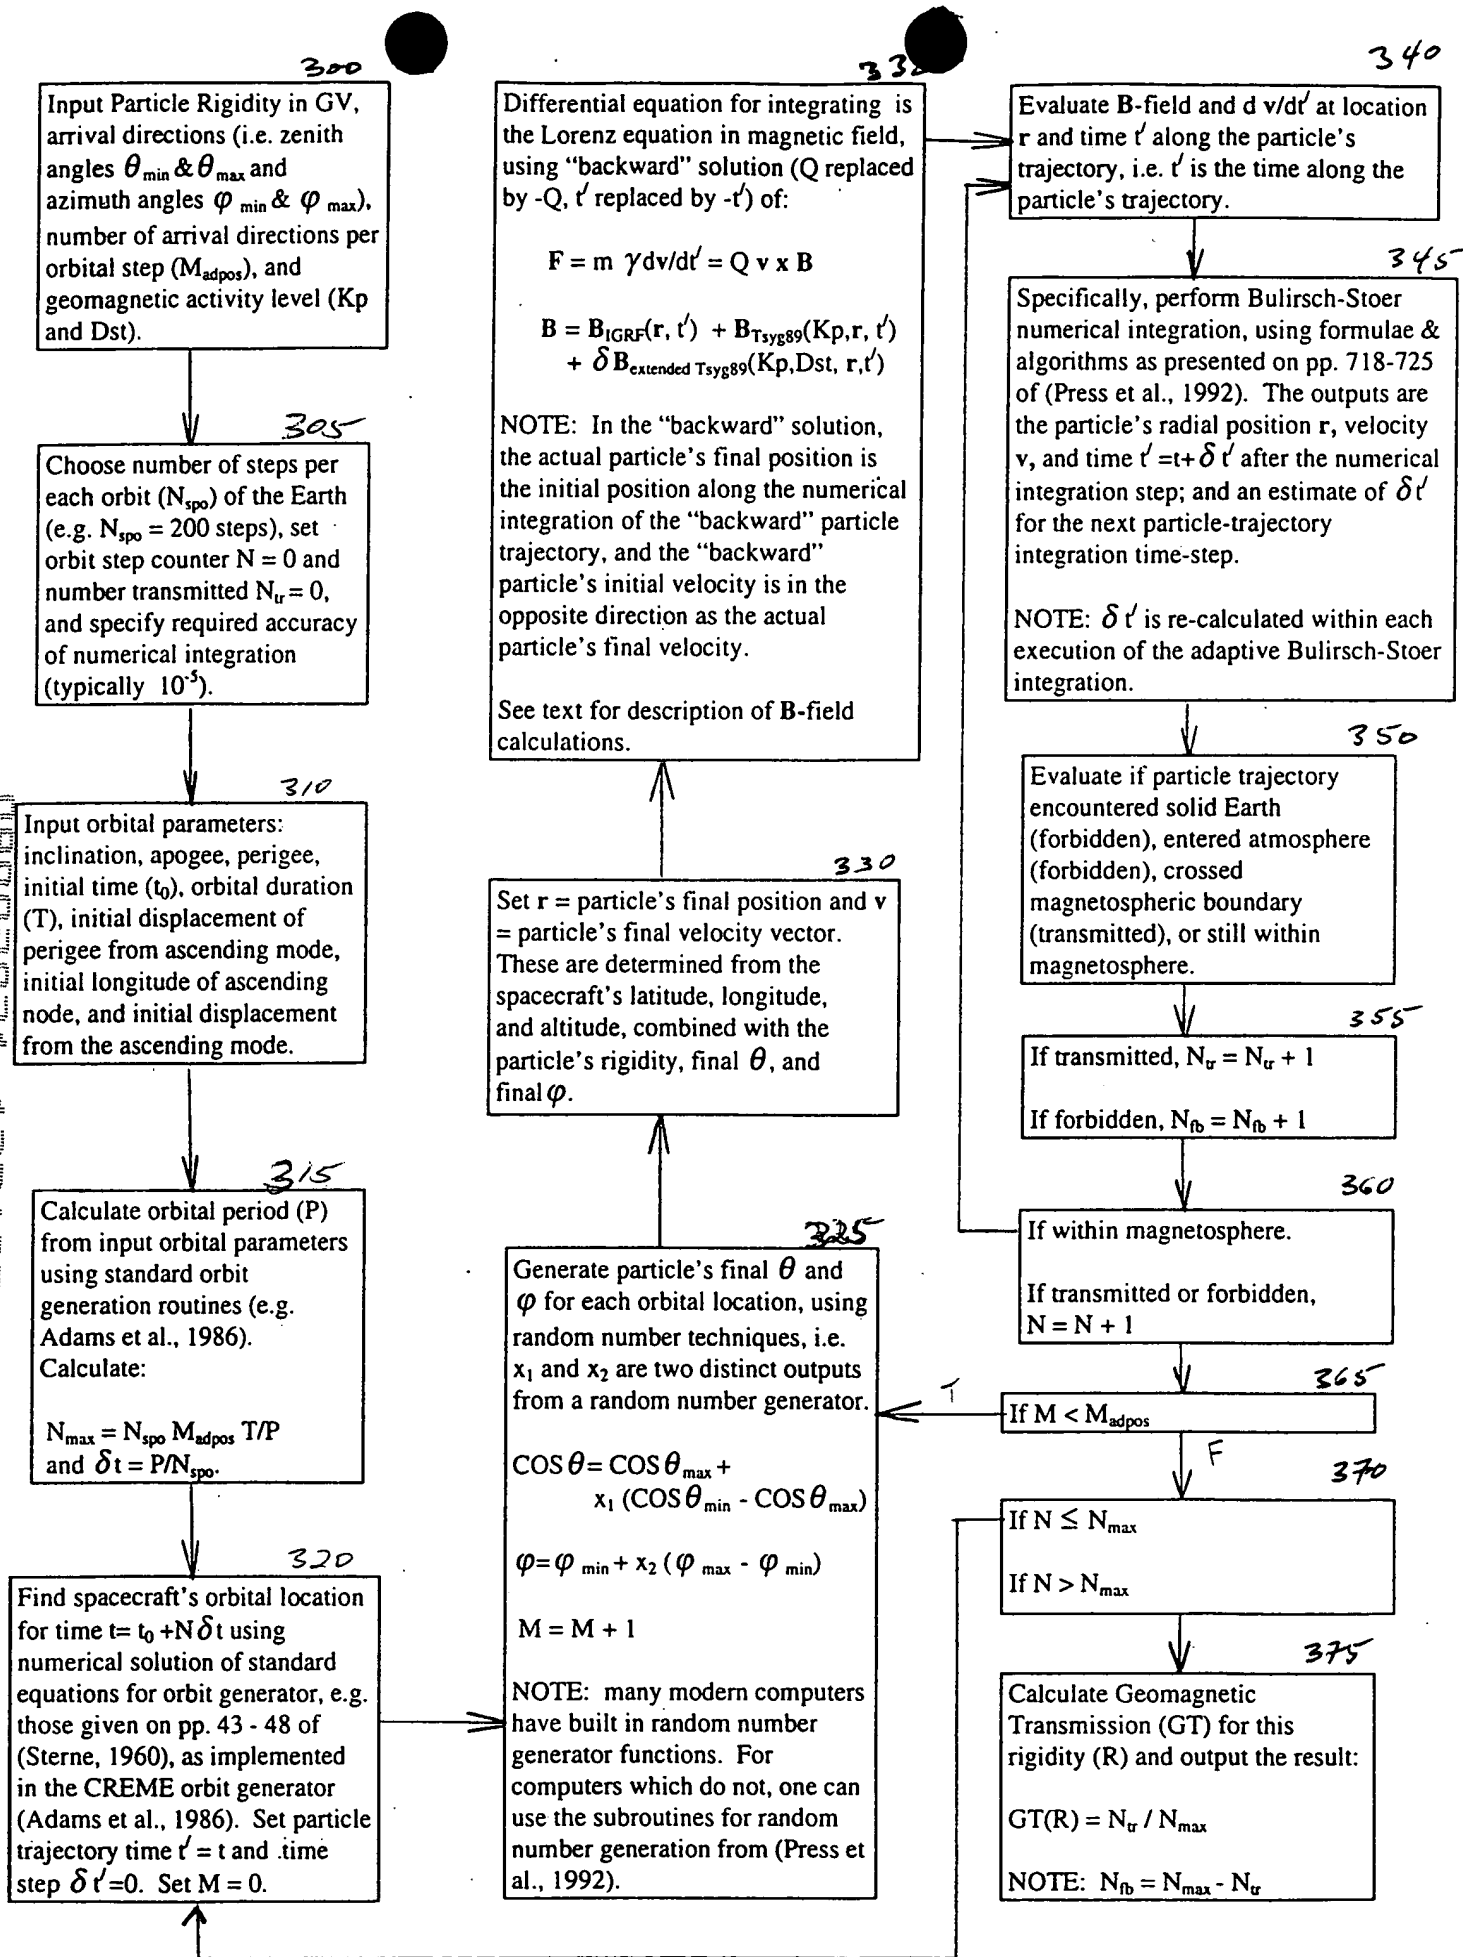 300
Input Particle Rigidity in GV,
arrival directions (i.e. zenith
angles θmin & θmax and
azimuth angles φ min & φ max),
number of arrival directions per
orbital step (Madpos), and
geomagnetic activity level (Kp
and Dst).
305
Choose number of steps per
each orbit (Nspo) of the Earth
(e.g. Nspo = 200 steps), set
orbit step counter N = 0 and
number transmitted Ntr = 0,
and specify required accuracy
of numerical integration
(typically 10-5).
310
Input orbital parameters:
inclination, apogee, perigee,
initial time (t0), orbital duration
(T), initial displacement of
perigee from ascending mode,
initial longitude of ascending
node, and initial displacement
from the ascending mode.
315
Calculate orbital period (P)
from input orbital parameters
using standard orbit
generation routines (e.g.
Adams et al., 1986).
Calculate:
Nmax = Nspo Madpos T/P
and δt = P/Nspo.
320
Find spacecraft's orbital location
for time t= t0 +Nδt using
numerical solution of standard
equations for orbit generator, e.g.
those given on pp. 43 - 48 of
(Sterne, 1960), as implemented
in the CREME orbit generator
(Adams et al., 1986). Set particle
trajectory time t' = t and .time
step δt'=0. Set M = 0.
325
Generate particle's final θ and
φ for each orbital location, using
random number techniques, i.e.
x1 and x2 are two distinct outputs
from a random number generator.
COS θ= COS θmax +
x1 (COS θmin - COS θmax)
φ=φ min + x2 (φ max - φ min)
M = M + 1
NOTE: many modern computers
have built in random number
generator functions. For
computers which do not, one can
use the subroutines for random
number generation from (Press et
al., 1992).
330
Set r = particle's final position and v
= particle's final velocity vector.
These are determined from the
spacecraft's latitude, longitude,
and altitude, combined with the
particle's rigidity, final θ, and
final φ.
Differential equation for integrating is
the Lorenz equation in magnetic field,
using "backward" solution (Q replaced
by -Q, t' replaced by -t') of:
F = m γdv/dt' = Q v x B
B = BIGRF(r, t') + BTsyg89(Kp,r, t')
+ δBextended Tsyg89(Kp,Dst, r,t')
NOTE: In the "backward" solution,
the actual particle's final position is
the initial position along the numerical
integration of the "backward" particle
trajectory, and the "backward"
particle's initial velocity is in the
opposite direction as the actual
particle's final velocity.
See text for description of B-field
calculations.
340
Evaluate B-field and d v/dt' at location
r and time t' along the particle's
trajectory, i.e. t' is the time along the
particle's trajectory.
345
Specifically, perform Bulirsch-Stoer
numerical integration, using formulae &
algorithms as presented on pp. 718-725
of (Press et al., 1992). The outputs are
the particle's radial position r, velocity
v, and time t' =t+δt' after the numerical
integration step; and an estimate of δt'
for the next particle-trajectory
integration time-step.
NOTE: δt' is re-calculated within each
execution of the adaptive Bulirsch-Stoer
integration.
350
Evaluate if particle trajectory
encountered solid Earth
(forbidden), entered atmosphere
(forbidden), crossed
magnetospheric boundary
(transmitted), or still within
magnetosphere.
355
If transmitted, Ntr = Ntr + 1
If forbidden, Nfb = Nfb + 1
360
If within magnetosphere.
If transmitted or forbidden,
N = N + 1
365
T
If M < Madpos
F
370
If N ≤ Nmax
If N > Nmax
375
Calculate Geomagnetic
Transmission (GT) for this
rigidity (R) and output the result:
GT(R) = Ntr / Nmax
NOTE: Nfb = Nmax - Ntr